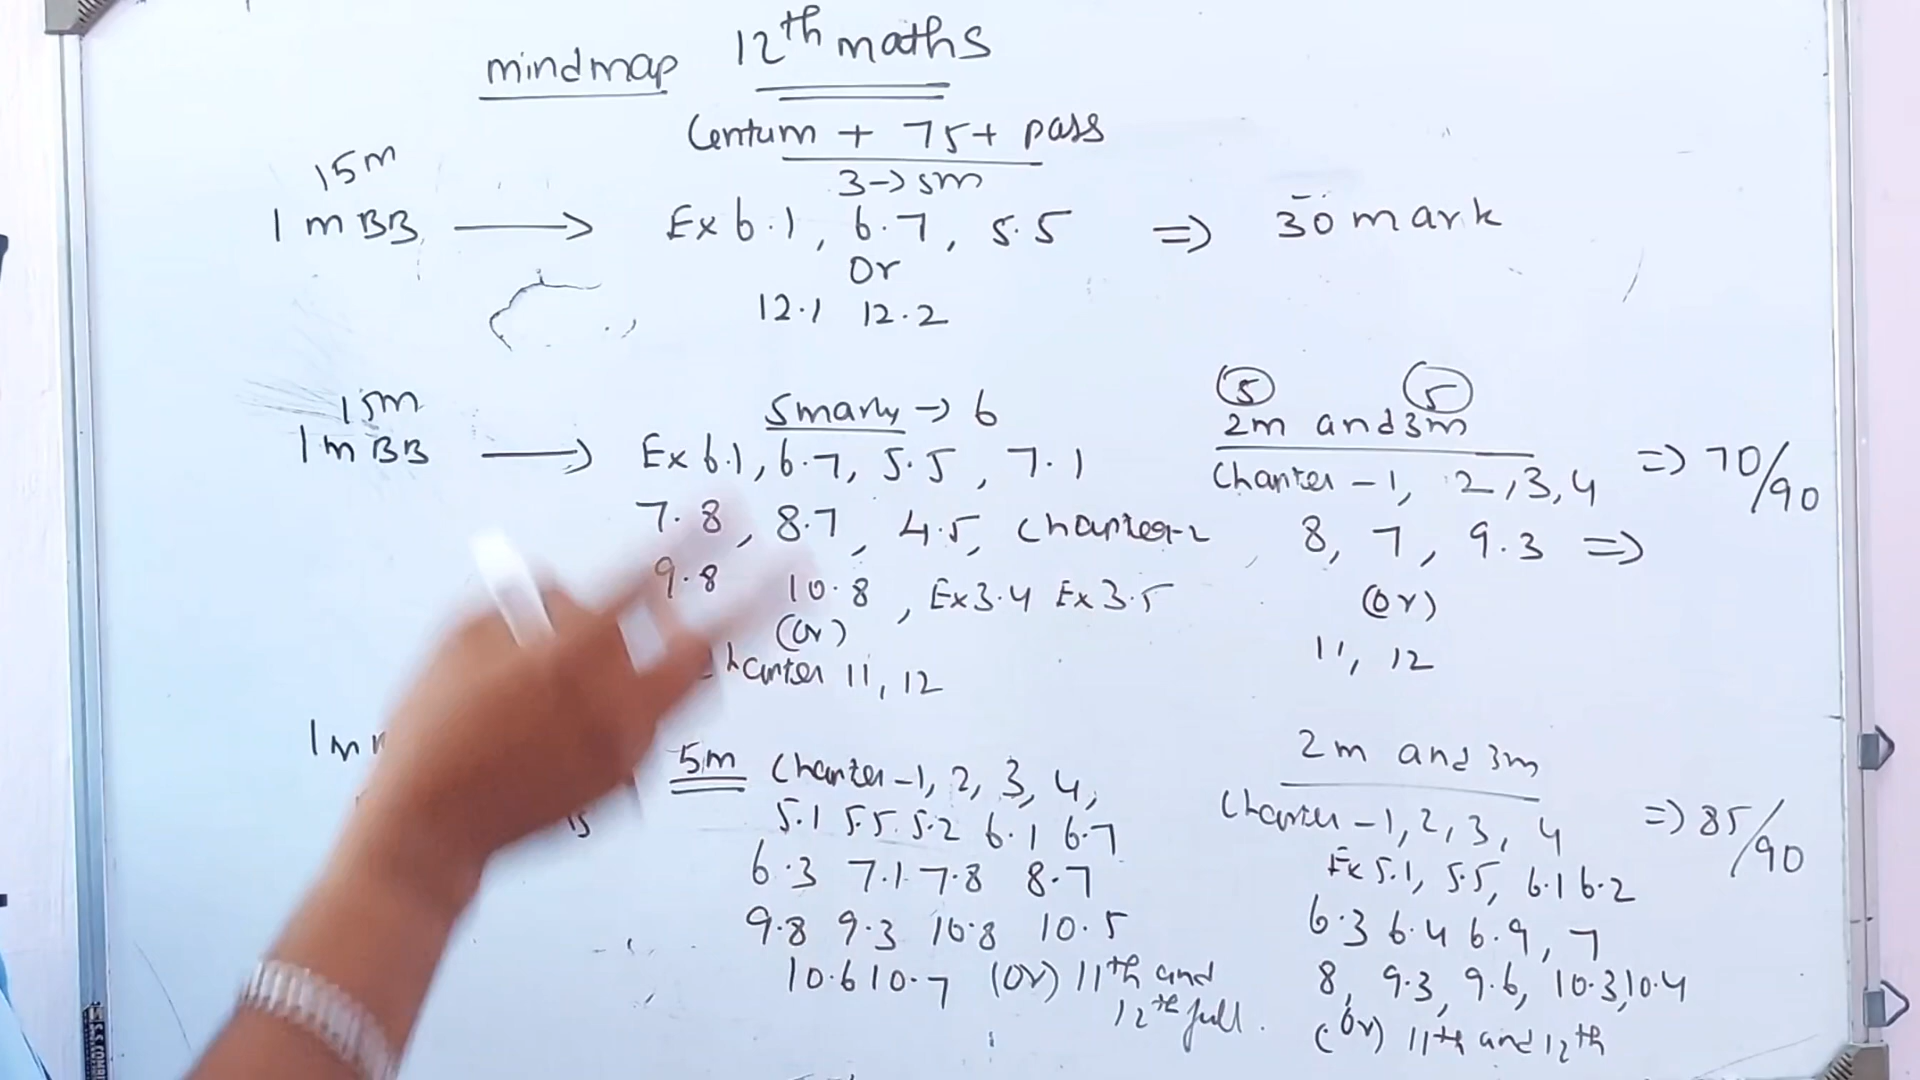 mindmap 12th maths
Centum + 75+ pass
15m
3->5m
1 m BB -> Ex 6.1, 6.7, 5.5 => 30 mark
Or
12.1 12.2
15m
1 m BB ->
5mark -> 6
Ex 6.1, 6.7, 5.5, 7.1
7.8, 8.7, 4.5, Chapter-2
9.8 10.8, Ex 3.4 Ex 3.5
(Or)
Chapter 11, 12
5 5
2m and 3m
Chapter - 1, 2, 3, 4 => 70/90
8, 7, 9.3 =>
(Or)
11, 12
1 m
5m Chapter - 1, 2, 3, 4,
5.1 5.5. 5.2 6.1 6.7
6.3 7.1. 7.8 8.7
9.8 9.3 10.8 10.5
10.6 10.7 (Or) 11th and
12th full.
2m and 3m
Chapter - 1, 2, 3, 4 => 85/90
Ex 5.1, 5.5, 6.1 6.2
6.3 6.4 6.9, 7
8, 9.3, 9.6, 10.3, 10.4
(Or) 11th and 12th